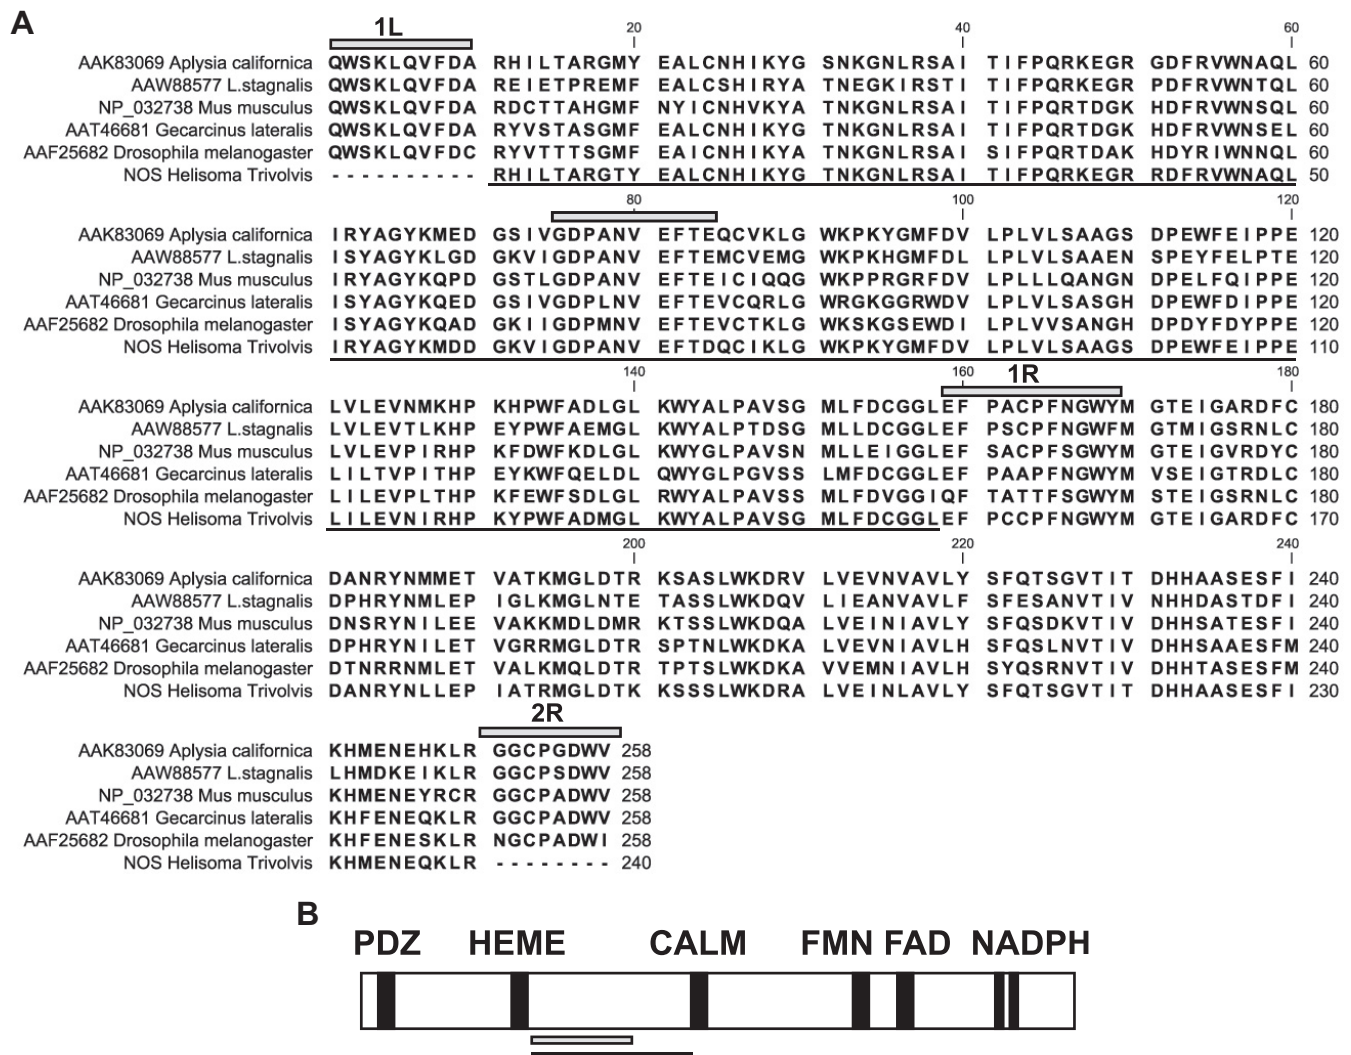 A
1L 20 40 60
AAK83069 Aplysia californica QWSKLQVFDA RHILTARGMY EALCNHIKYG SNKGNLRSAI TIFPQRKEGR GDFRVWNAQL 60
AAW88577 L.stagnalis QWSKLQVFDA REIETPREMF EALCSHIKYA TNEGKIRSTI TIFPQRKEGR PDFRVWNTQL 60
NP_032738 Mus musculus QWSKLQVFDA RDCTTAHGMF NYICNHVKYA TNKGNLRSAI TIFPQRTDGK HDFRVWNSQL 60
AAT46681 Gecarcinus lateralis QWSKLQVFDA RYVSTASGMF EALCNHIKYG TNKGNLRSAI TIFPQRTDGK HDFRVWNSEL 60
AAF25682 Drosophila melanogaster QWSKLQVFDC RYVTTTSGMF EAICNHIKYA TNKGNLRSAI SIFPQRTDAK HDYRIWNNQL 60
NOS Helisoma Trivolvis - - - - - - - - - - RHILTARGTY EALCNHIKYG TNKGNLRSAI TIFPQRKEGR RDFRVWNAQL 50
80 100 120
AAK83069 Aplysia californica IRYAGYKMED GSIVGDPANV EFTEQCVKLG WKPKYGMFDV LPLVLSAAGS DPEWFEIPPE 120
AAW88577 L.stagnalis ISYAGYKLGD GKVIGDPANV EFTEMCVEMG WKPKHGMFDL LPLVLSAAEN SPEYFELPTE 120
NP_032738 Mus musculus IRYAGYKQPD GSTLGDPANV EFTEICIQQG WKPPRGRFDV LPLLLQANGN DPELFQIPPE 120
AAT46681 Gecarcinus lateralis ISYAGYKQED GSIVGDPLNV EFTEVCQRLG WRGKGGRWDV LPLVLSASGH DPEWFDIPPE 120
AAF25682 Drosophila melanogaster ISYAGYKQAD GKIIGDPMNV EFTEVCTKLG WKSKGSEWDI LPLVVSANGH DPDYFDYPPE 120
NOS Helisoma Trivolvis IRYAGYKMDD GKVIGDPANV EFTDQCIKLG WKPKYGMFDV LPLVLSAAGS DPEWFEIPPE 110
140 160 1R 180
AAK83069 Aplysia californica LVLEVNMKHP KHPWFADLGL KWYALPAVSG MLFDCGGLEF PACPFNGWYM GTEIGARDFC 180
AAW88577 L.stagnalis LVLEVTLKHP EYPWFAEMGL KWYALPTDSG MLLDCGGLEF PSCPFNGWFM GTMIGSRNLC 180
NP_032738 Mus musculus LVLEVPIRHP KFDWFKDLGL KWYGLPAVSN MLLEIGGLEF SACPFSGWYM GTEIGVRDYC 180
AAT46681 Gecarcinus lateralis LILTVPITHP EYKWFQELDL QWYGLPGVSS LMFDCGGLEF PAAPFNGWYM VSEIGTRDLC 180
AAF25682 Drosophila melanogaster LILEVPLTHP KFEWFSDLGL RWYALPAVSS MLFDVGGIQF TATTFSGWYM STEIGSRNLC 180
NOS Helisoma Trivolvis LILEVNIRHP KYPWFADMGL KWYALPAVSG MLFDCGGLEF PCCPFNGWYM GTEIGARDFC 170
200 220 240
AAK83069 Aplysia californica DANRYNMMET VATKMGLDTR KSASLWKDRV LVEVNVAVLY SFQTSGVTIT DHHAASESFI 240
AAW88577 L.stagnalis DPHRYNMLEP IGLKMGLNTE TASSLWKDQV LIEANVAVLF SFESANVTIV NHHDASTDFI 240
NP_032738 Mus musculus DNSRYNILEE VAKKMDLDMR KTSSLWKDQA LVEINIAVLY SFQSDKVTIV DHHSATESFI 240
AAT46681 Gecarcinus lateralis DPHRYNILET VGRRMGLDTR SPTNLWKDKA LVEVNIAVLH SFQSLNVTIV DHHSAAESFM 240
AAF25682 Drosophila melanogaster DTNRRNMLET VALKMQLDTR TPTSLWKDKA VVEMNIAVLH SYQSRNVTIV DHHTASESFM 240
NOS Helisoma Trivolvis DANRYNLLEP IATRMGLDTK KSSSLWKDRA LVEINLAVLY SFQTSGVTIT DHHAASESFI 230
2R
AAK83069 Aplysia californica KHMENEHKLR GGCPGDWV 258
AAW88577 L.stagnalis LHMDKEIKLR GGCPSDWV 258
NP_032738 Mus musculus KHMENEYRCR GGCPADWV 258
AAT46681 Gecarcinus lateralis KHFENEQKLR GGCPADWV 258
AAF25682 Drosophila melanogaster KHFENESKLR NGCPADWI 258
NOS Helisoma Trivolvis KHMENEQKLR - - - - - - - - 240
B
PDZ HEME CALM FMN FAD NADPH